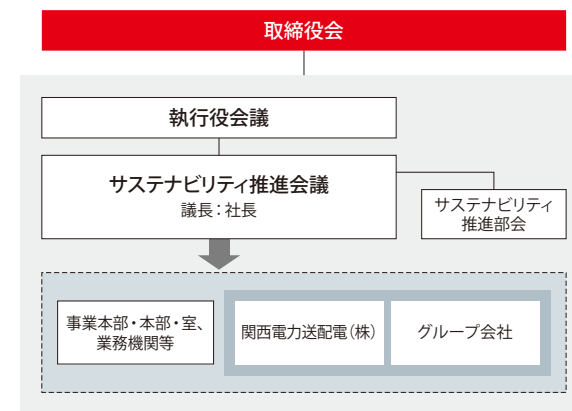 取締役会
執行役会議
サステナビリティ推進会議
議長：社長
サステナビリティ
推進部会
事業本部・本部・室、
業務機関等
関西電力送配電（株）
グループ会社